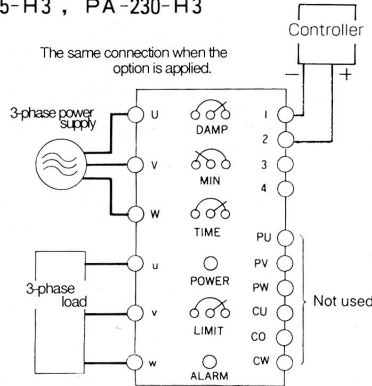 5-H3 , PA-230-H3
Controller
The same connection when the
option is applied.
− +
3-phase power
supply
U
V
W
DAMP
MIN
TIME
1
2
3
4
3-phase
load
u
v
w
POWER
LIMIT
ALARM
PU
PV
PW
CU
CO
CW
Not used